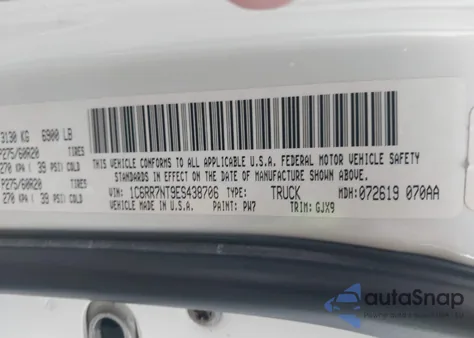 3130 KG 6900 LB
P275/60R20 TIRES
270 KPA ( 39 PSI) COLD
P275/60R20 TIRES
270 KPA ( 39 PSI) COLD
THIS VEHICLE CONFORMS TO ALL APPLICABLE U.S.A. FEDERAL MOTOR VEHICLE SAFETY
STANDARDS IN EFFECT ON THE DATE OF MANUFACTURE SHOWN ABOVE.
VIN: 1C6RR7NT9ES438706 TYPE: TRUCK MDH: 072619 070AA
VEHICLE MADE IN U.S.A. PAINT: PW7 TRIM: GJX9
autoSnap